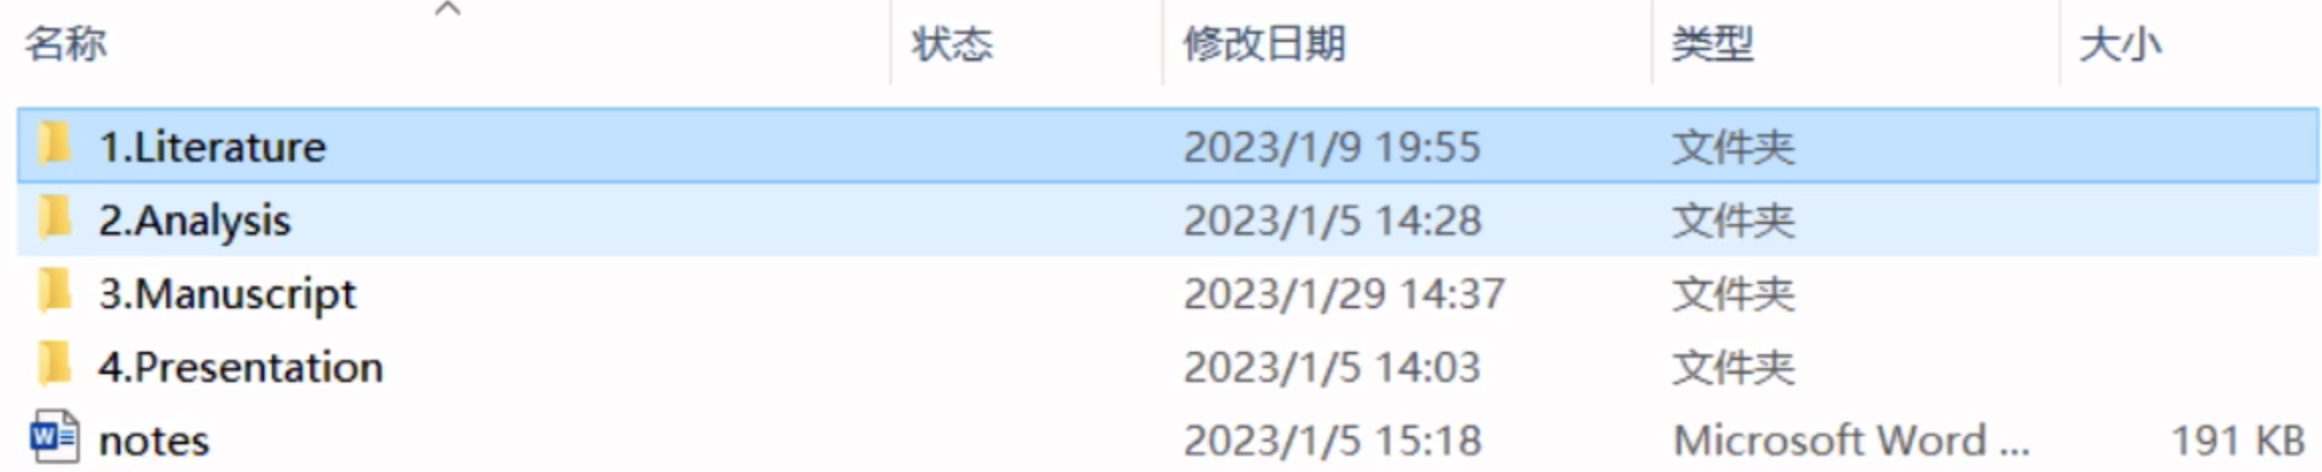 名称 状态 修改日期 类型 大小
1.Literature 2023/1/9 19:55 文件夹
2.Analysis 2023/1/5 14:28 文件夹
3.Manuscript 2023/1/29 14:37 文件夹
4.Presentation 2023/1/5 14:03 文件夹
notes 2023/1/5 15:18 Microsoft Word ... 191 KB